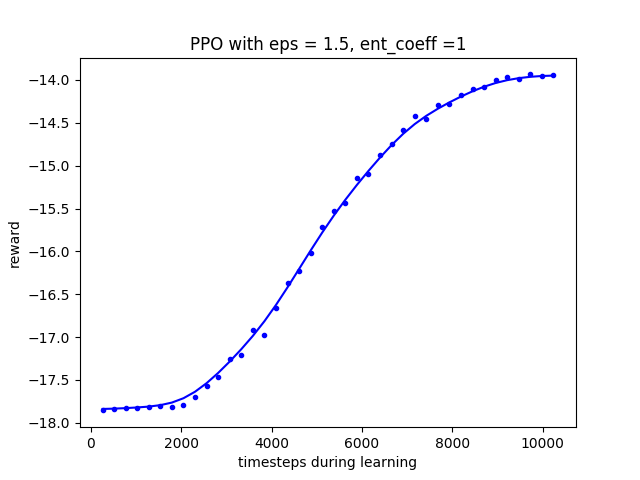 PPO with eps = 1.5, ent_coeff =1
−14.0
−14.5
−15.0
−15.5
−16.0
−16.5
−17.0
−17.5
−18.0
reward
0 2000 4000 6000 8000 10000
timesteps during learning